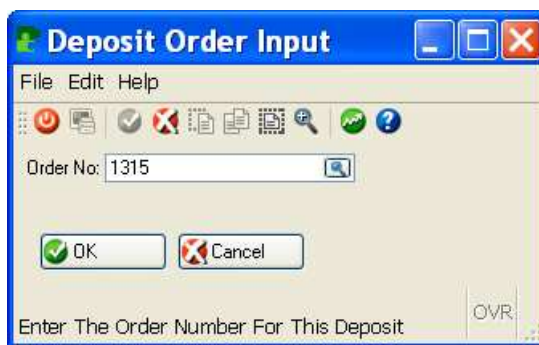 Deposit Order Input
File Edit Help
Order No: 1315
OK Cancel
Enter The Order Number For This Deposit OVR